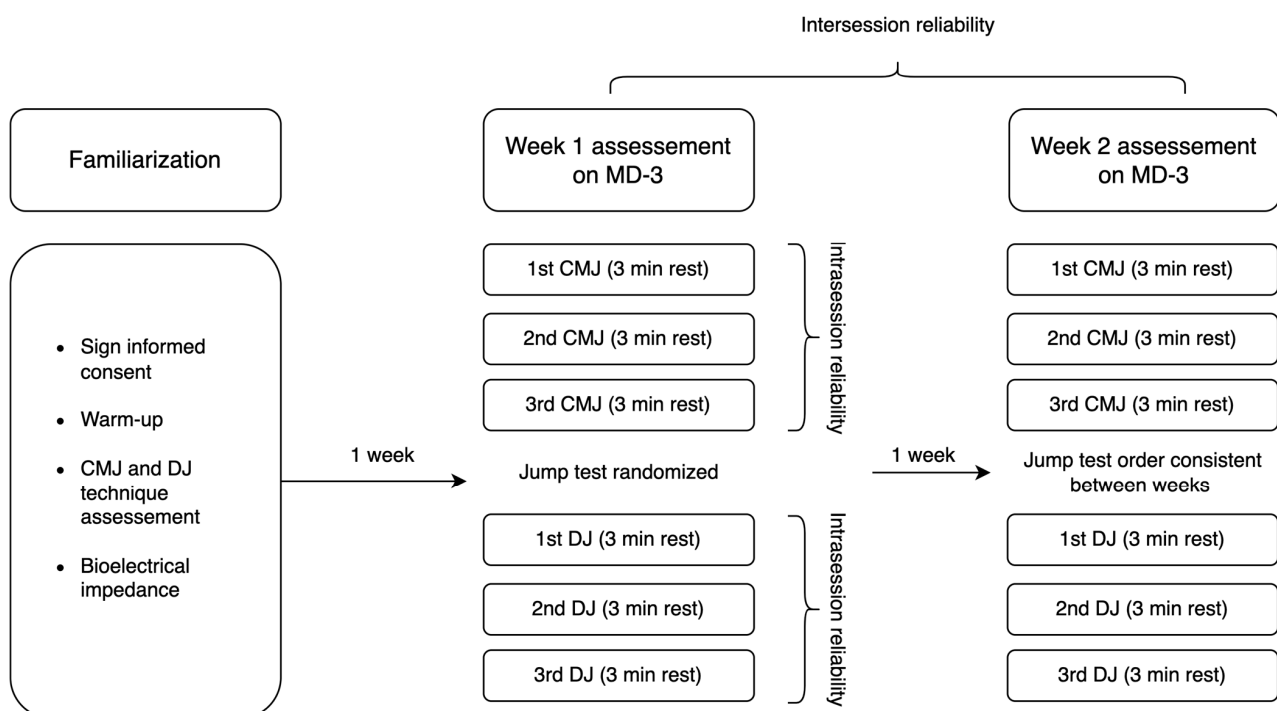 Intersession reliability
Familiarization
Week 1 assessement
on MD-3
Week 2 assessement
on MD-3
• Sign informed
consent
• Warm-up
• CMJ and DJ
technique
assessement
• Bioelectrical
impedance
1 week
1st CMJ (3 min rest)
2nd CMJ (3 min rest)
3rd CMJ (3 min rest)
Intrasession reliability
Jump test randomized
1st DJ (3 min rest)
2nd DJ (3 min rest)
3rd DJ (3 min rest)
Intrasession reliability
1 week
1st CMJ (3 min rest)
2nd CMJ (3 min rest)
3rd CMJ (3 min rest)
Jump test order consistent
between weeks
1st DJ (3 min rest)
2nd DJ (3 min rest)
3rd DJ (3 min rest)